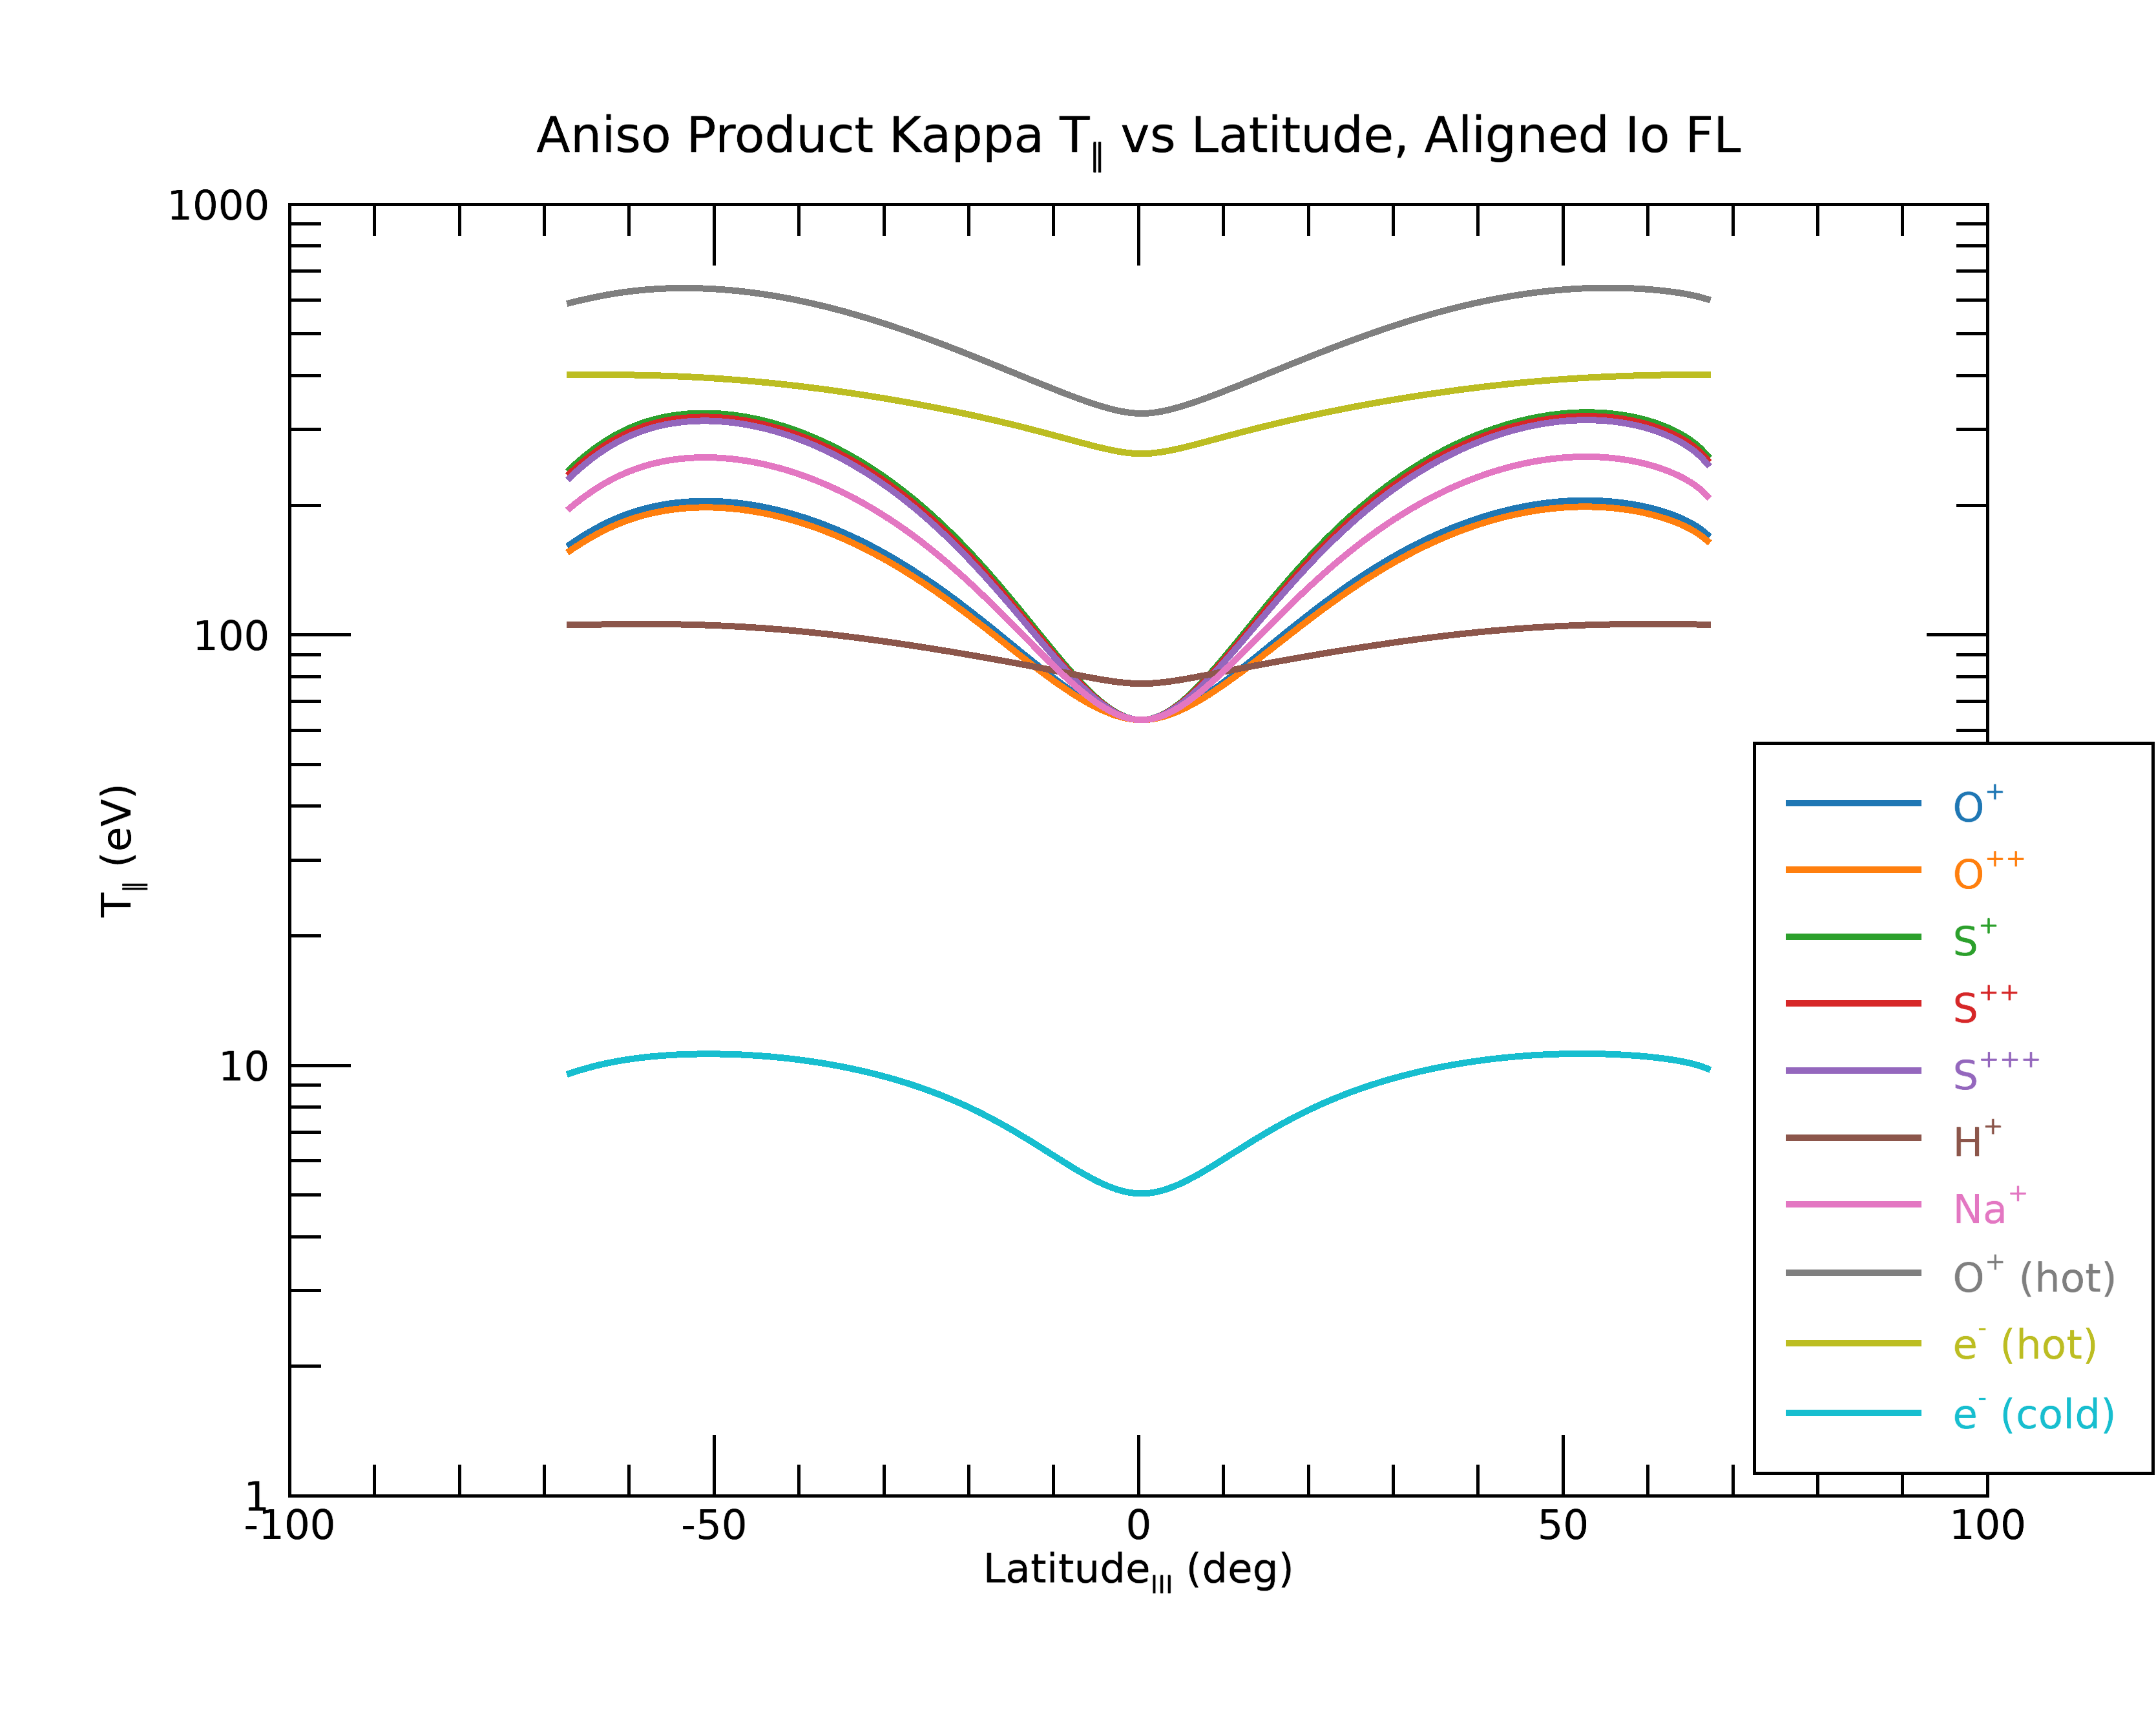 Aniso Product Kappa T∥ vs Latitude, Aligned Io FL
1000
100
10
1
T∥ (eV)
-100 -50 0 50 100
Latitude_III (deg)
O⁺
O⁺⁺
S⁺
S⁺⁺
S⁺⁺⁺
H⁺
Na⁺
O⁺ (hot)
e⁻ (hot)
e⁻ (cold)